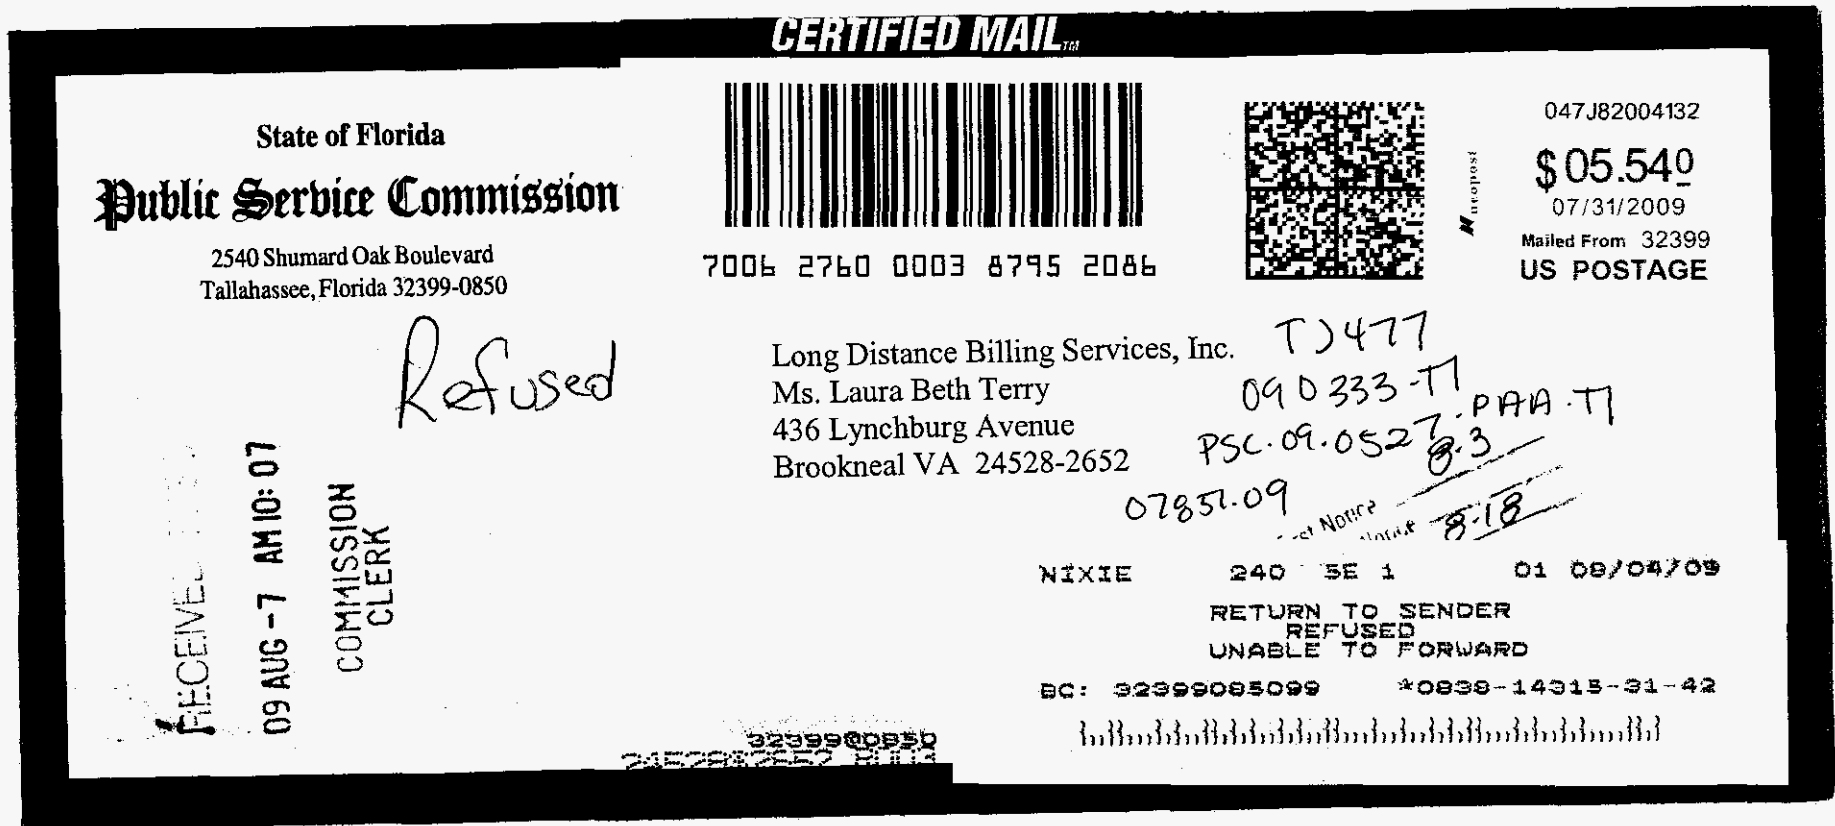 CERTIFIED MAIL™
State of Florida
Public Service Commission
2540 Shumard Oak Boulevard
Tallahassee, Florida 32399-0850
7006 2760 0003 8795 2086
neopost
047J82004132
$05.540
07/31/2009
Mailed From 32399
US POSTAGE
Refused
Long Distance Billing Services, Inc.
Ms. Laura Beth Terry
436 Lynchburg Avenue
Brookneal VA 24528-2652
TJ477
090333-TI
PSC.09.0527.PAA.TI
07851.09
Notice 8.3
8.18
09 AUG -7 AM 10:07
COMMISSION
CLERK
NIXIE 240 SE 1 01 08/04/09
RETURN TO SENDER
REFUSED
UNABLE TO FORWARD
BC: 32399085099 *0838-14315-31-42
32399@0850